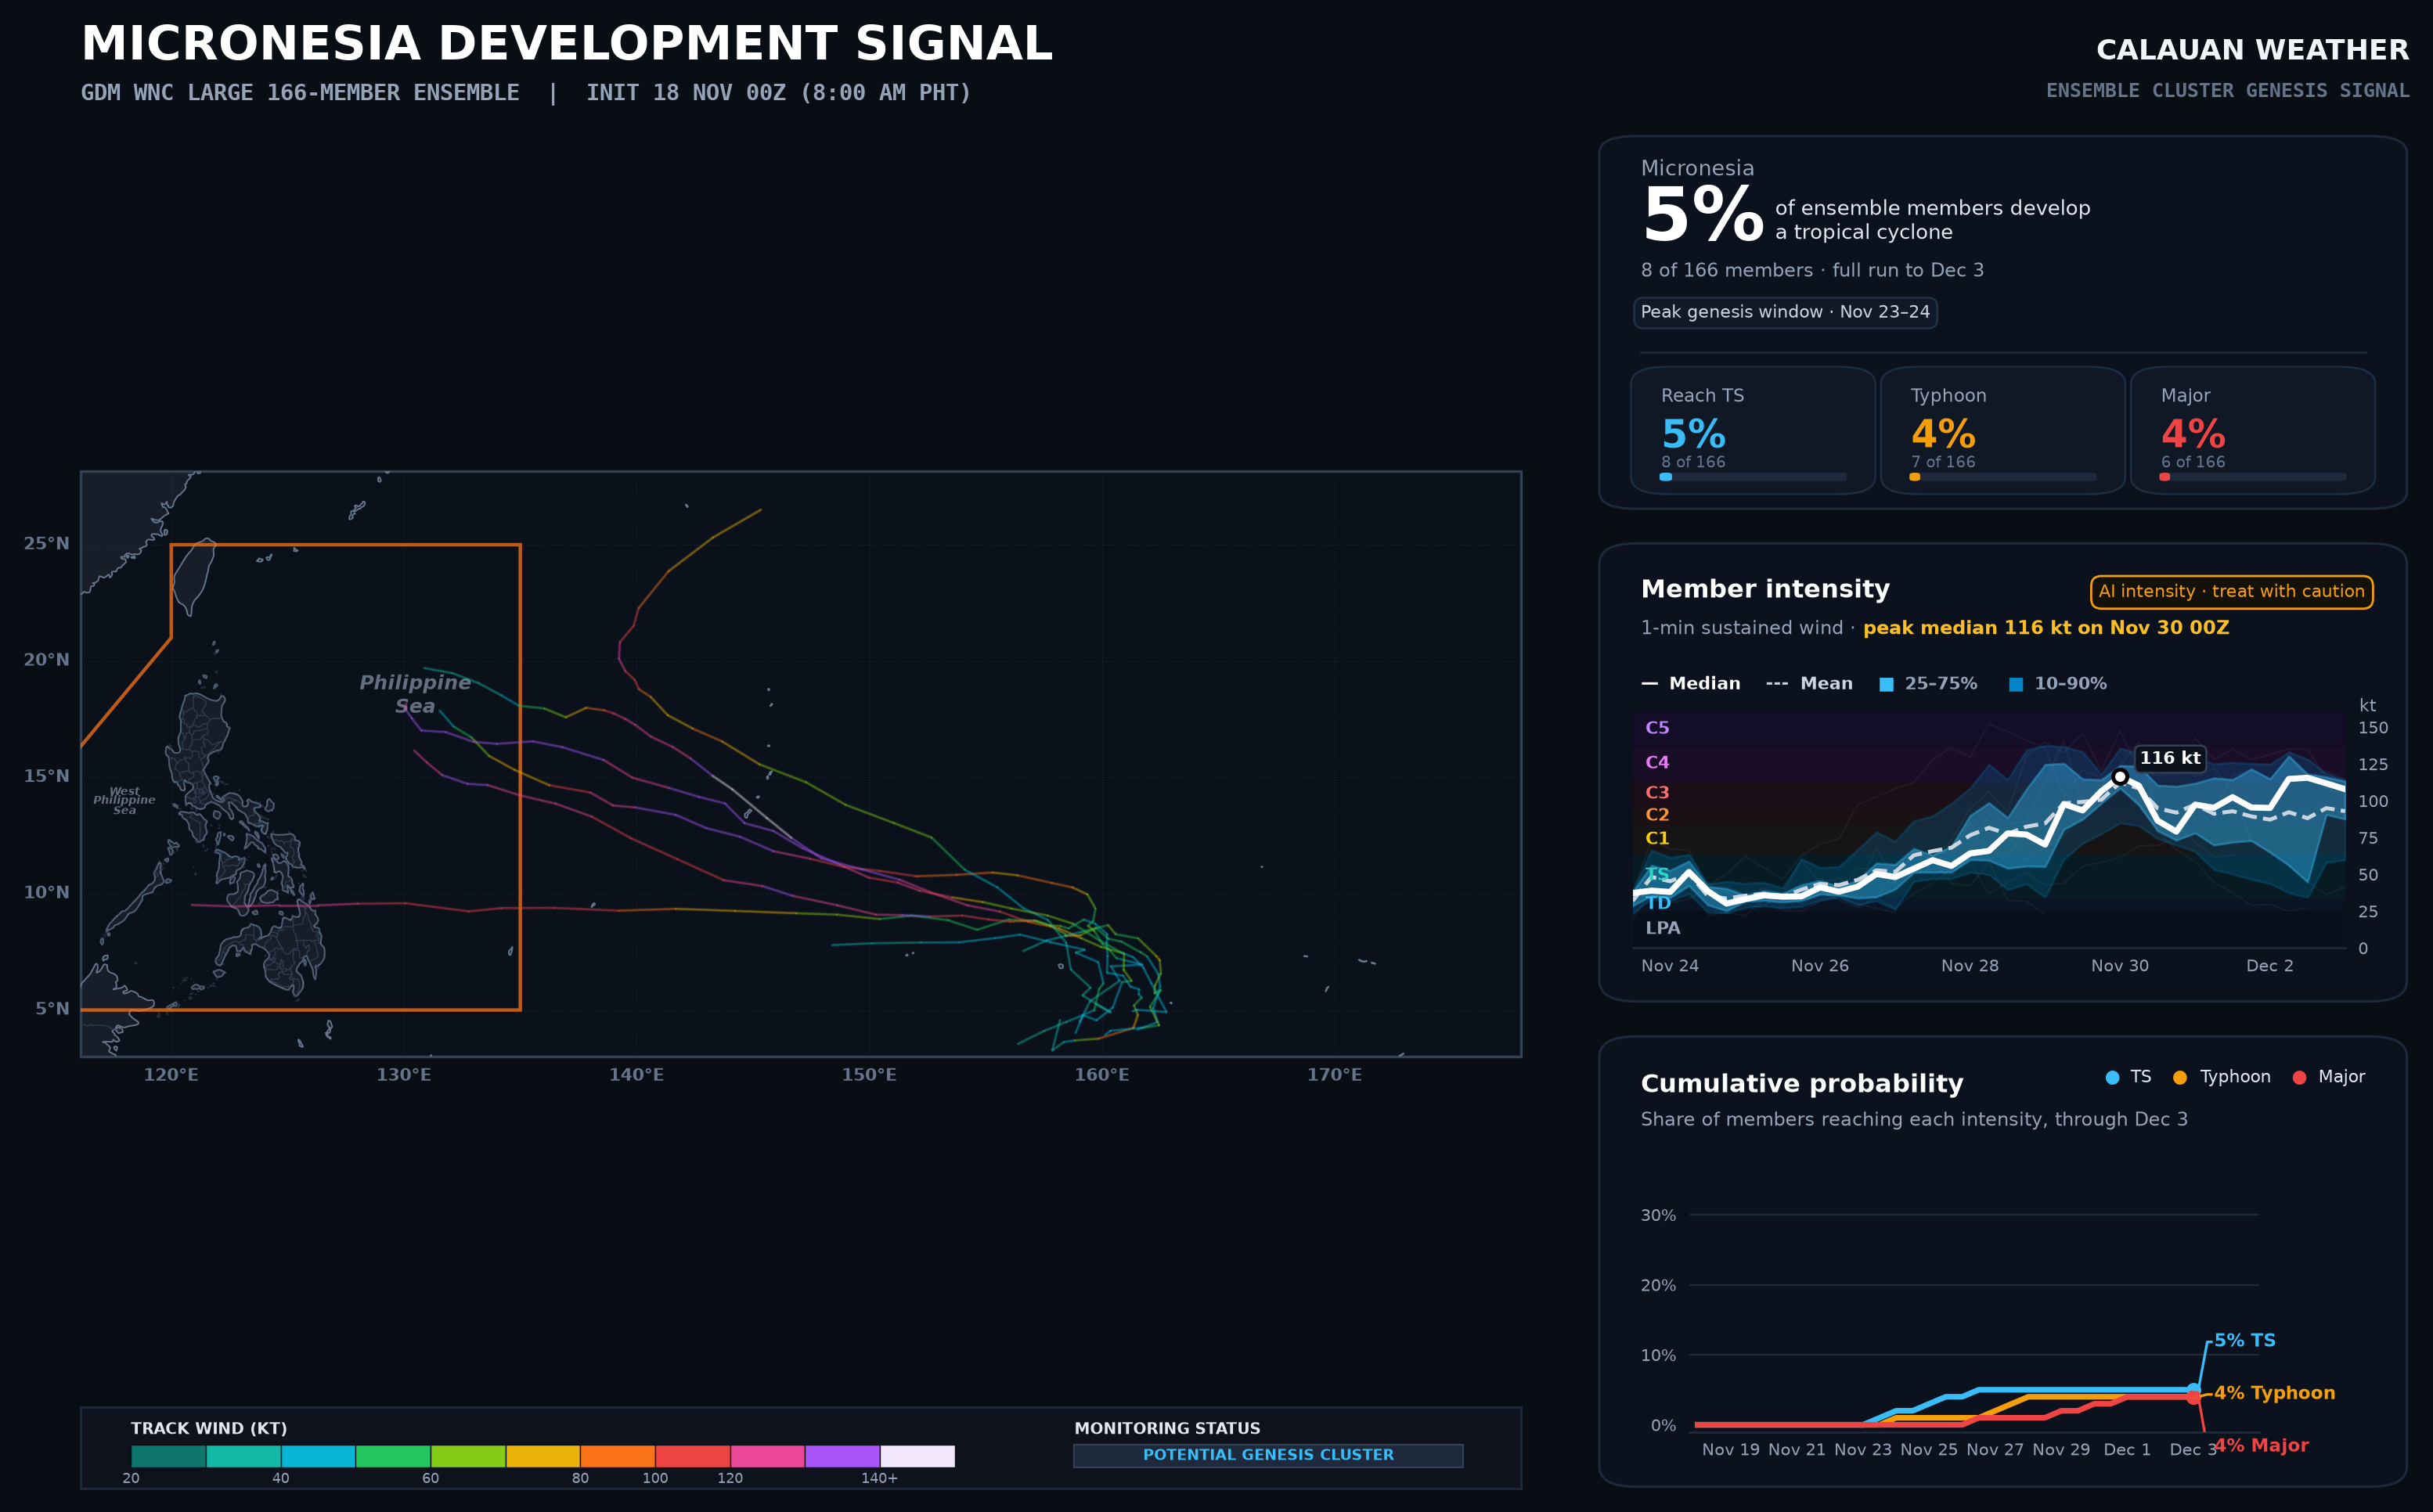 MICRONESIA DEVELOPMENT SIGNAL
GDM WNC LARGE 166-MEMBER ENSEMBLE | INIT 18 NOV 00Z (8:00 AM PHT)
CALAUAN WEATHER
ENSEMBLE CLUSTER GENESIS SIGNAL
25°N
20°N
15°N
10°N
5°N
120°E
130°E
140°E
150°E
160°E
170°E
Philippine
Sea
West
Philippine
Sea
TRACK WIND (KT)
20
40
60
80
100
120
140+
MONITORING STATUS
POTENTIAL GENESIS CLUSTER
Micronesia
5%
of ensemble members develop
a tropical cyclone
8 of 166 members · full run to Dec 3
Peak genesis window · Nov 23–24
Reach TS
5%
8 of 166
Typhoon
4%
7 of 166
Major
4%
6 of 166
Member intensity
AI intensity · treat with caution
1-min sustained wind · peak median 116 kt on Nov 30 00Z
Median
Mean
25–75%
10–90%
kt
C5
C4
C3
C2
C1
TS
TD
LPA
116 kt
150
125
100
75
50
25
0
Nov 24
Nov 26
Nov 28
Nov 30
Dec 2
Cumulative probability
TS
Typhoon
Major
Share of members reaching each intensity, through Dec 3
30%
20%
10%
0%
5% TS
4% Typhoon
4% Major
Nov 19
Nov 21
Nov 23
Nov 25
Nov 27
Nov 29
Dec 1
Dec 3